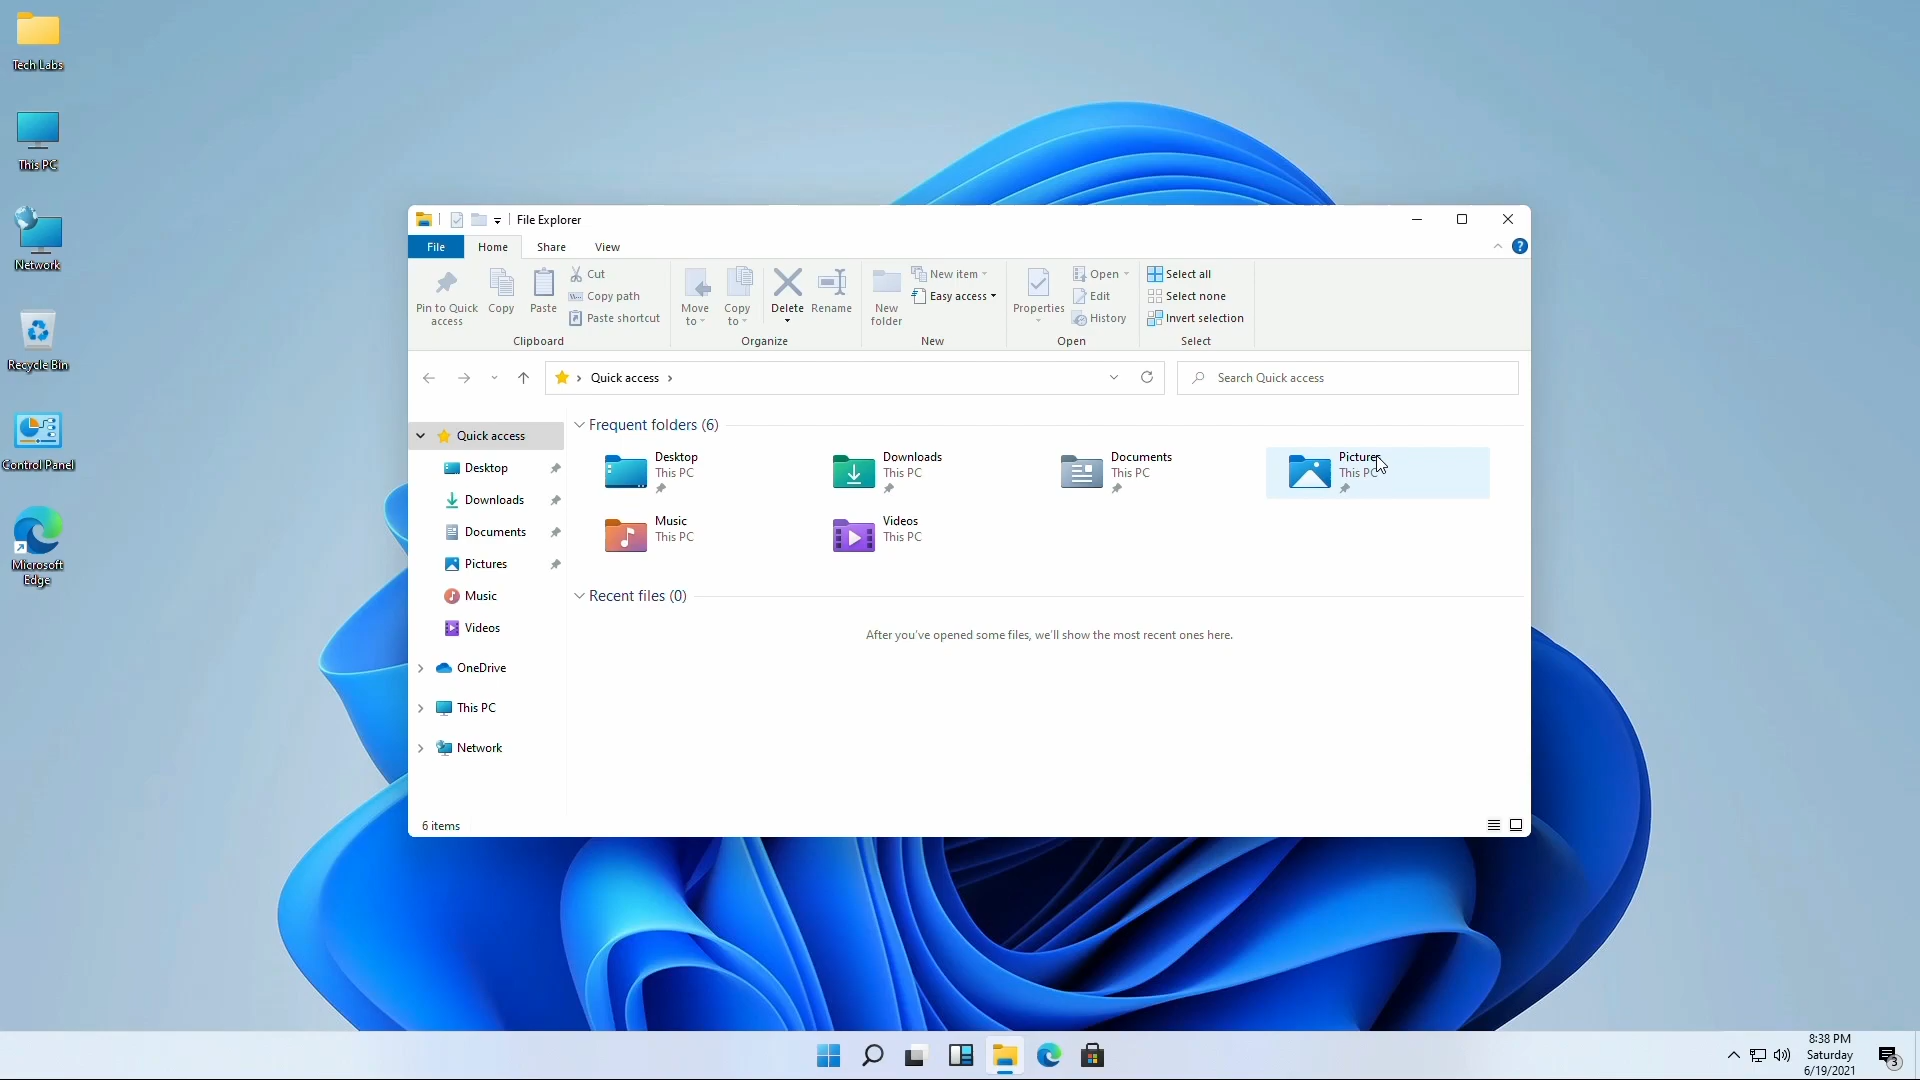 Tech Labs
This PC
Network
Recycle Bin
Control Panel
Microsoft
Edge
File Explorer
File Home Share View
?
Pin to Quick
access
Copy
Paste
Cut
Copy path
Paste shortcut
Clipboard
Move
to
Copy
to
Delete
Rename
Organize
New
folder
New item
Easy access
New
Properties
Open
Edit
History
Open
Select all
Select none
Invert selection
Select
Quick access
Search Quick access
Quick access
Desktop
Downloads
Documents
Pictures
Music
Videos
OneDrive
This PC
Network
Frequent folders (6)
Desktop
This PC
Downloads
This PC
Documents
This PC
Pictures
This PC
Music
This PC
Videos
This PC
Recent files (0)
After you've opened some files, we'll show the most recent ones here.
6 items
8:38 PM
Saturday
6/19/2021
3